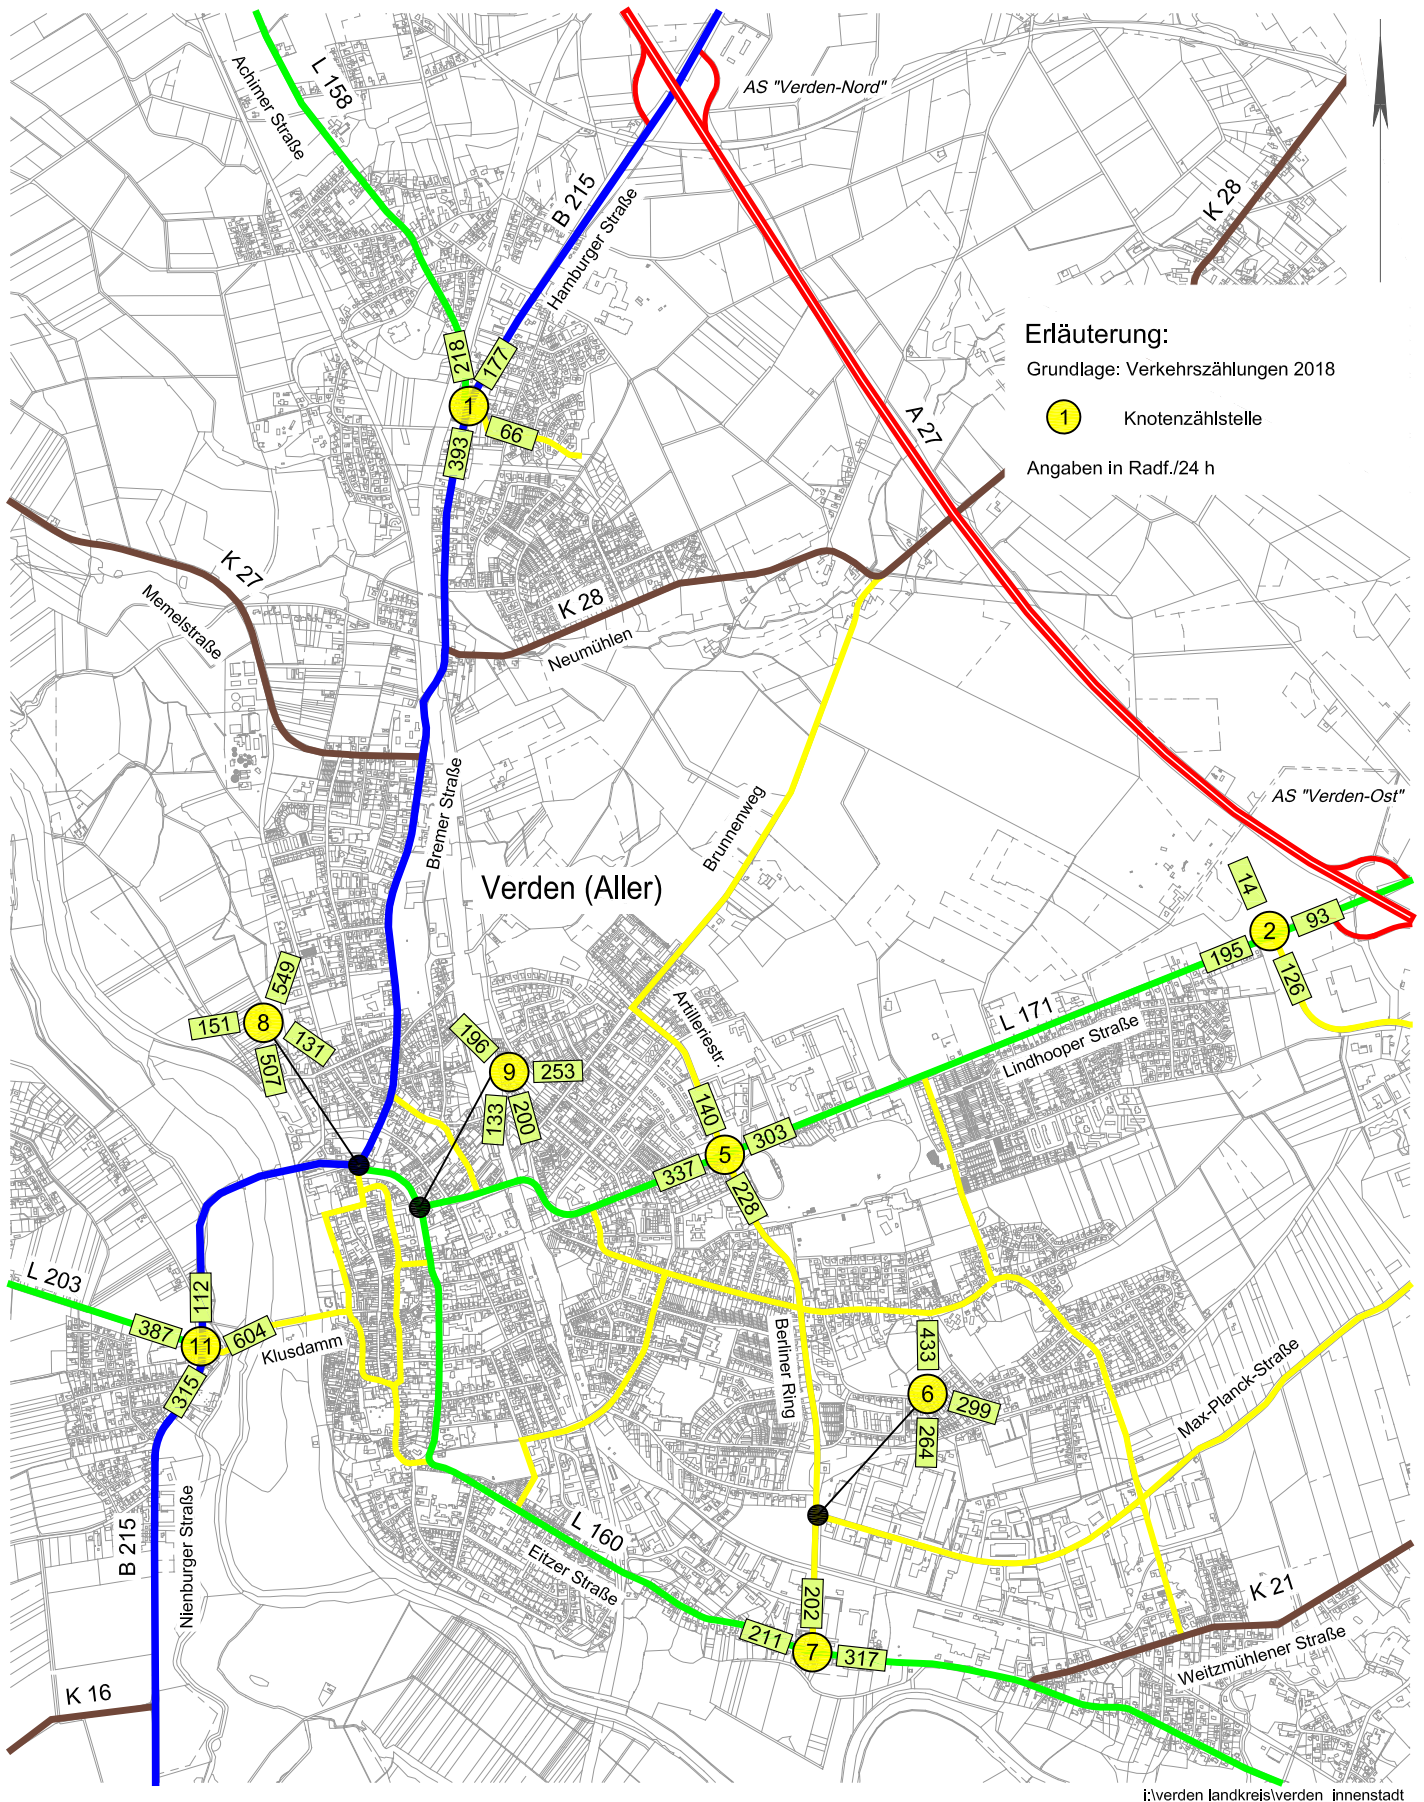 L 158
Achimer Straße
AS "Verden-Nord"
B 215
Hamburger Straße
K 28
218
177
1
66
393
Erläuterung:
Grundlage: Verkehrszählungen 2018
1 Knotenzählstelle
Angaben in Radf./24 h
A 27
K 27
Memelstraße
K 28
Neumühlen
Bremer Straße
Brunnenweg
AS "Verden-Ost"
Verden (Aller)
14
93
2
195
126
549
151
8
131
507
196
9
253
133
200
Artilleriestr.
L 171
Lindhooper Straße
140
303
5
337
228
L 203
112
387
11
604
315
Klusdamm
Berliner Ring
433
6
299
264
Max-Planck-Straße
B 215
Nienburger Straße
L 160
Eitzer Straße
202
211
7
317
K 21
Weitzmühlener Straße
K 16
i:\verden landkreis\verden_innenstadt